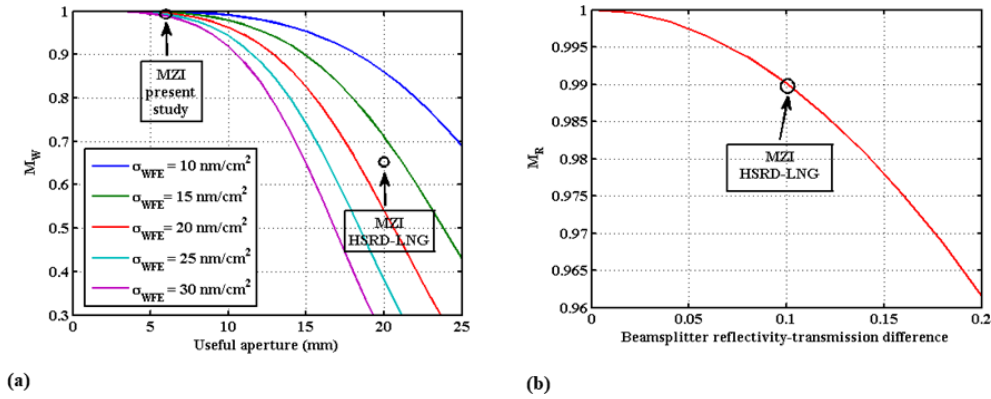 1
0.9
0.8
0.7
0.6
0.5
0.4
0.3
M_W
MZI
present
study
σ_WFE = 10 nm/cm²
σ_WFE = 15 nm/cm²
σ_WFE = 20 nm/cm²
σ_WFE = 25 nm/cm²
σ_WFE = 30 nm/cm²
MZI
HSRD-LNG
0 5 10 15 20 25
Useful aperture (mm)
(a)
1
0.995
0.99
0.985
0.98
0.975
0.97
0.965
0.96
M_R
MZI
HSRD-LNG
0 0.05 0.1 0.15 0.2
Beamsplitter reflectivity-transmission difference
(b)